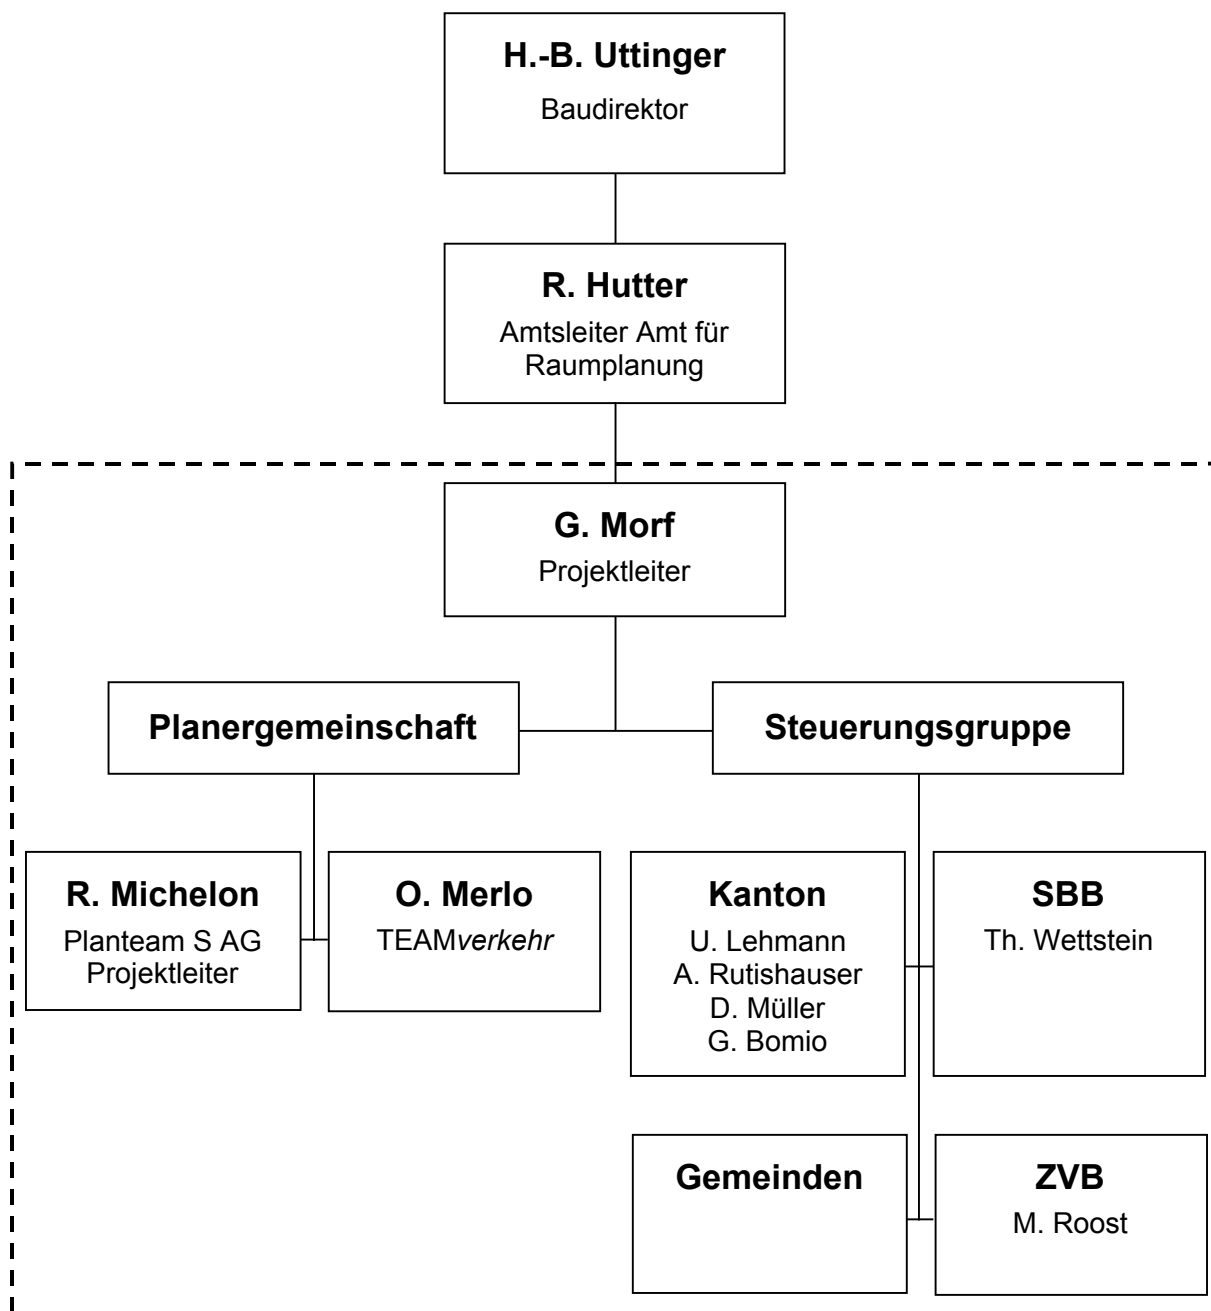 H.-B. Uttinger
Baudirektor
R. Hutter
Amtsleiter Amt für
Raumplanung
G. Morf
Projektleiter
Planergemeinschaft
Steuerungsgruppe
R. Michelon
Planteam S AG
Projektleiter
O. Merlo
TEAMverkehr
Kanton
U. Lehmann
A. Rutishauser
D. Müller
G. Bomio
SBB
Th. Wettstein
Gemeinden
ZVB
M. Roost